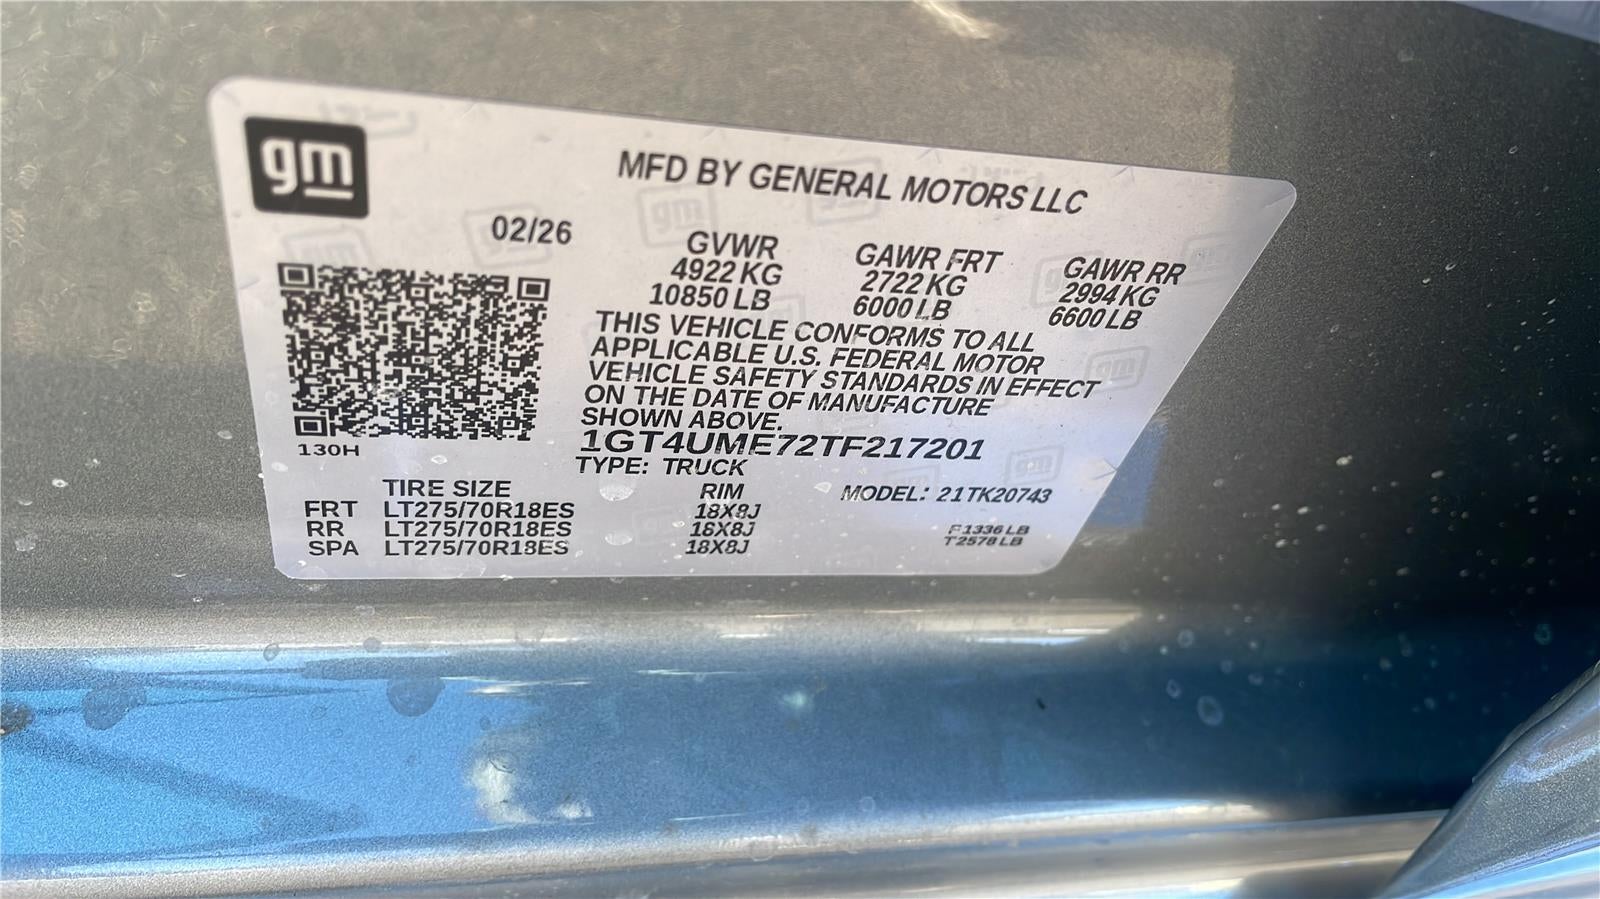 gm
MFD BY GENERAL MOTORS LLC
02/26
GVWR GAWR FRT GAWR RR
4922 KG 2722 KG 2994 KG
10850 LB 6000 LB 6600 LB
THIS VEHICLE CONFORMS TO ALL
APPLICABLE U.S. FEDERAL MOTOR
VEHICLE SAFETY STANDARDS IN EFFECT
ON THE DATE OF MANUFACTURE
SHOWN ABOVE.
1GT4UME72TF217201
130H
TYPE: TRUCK
TIRE SIZE RIM MODEL: 21TK20743
FRT LT275/70R18ES 18X8J
RR LT275/70R18ES 18X8J F1336 LB
SPA LT275/70R18ES 18X8J T2578 LB